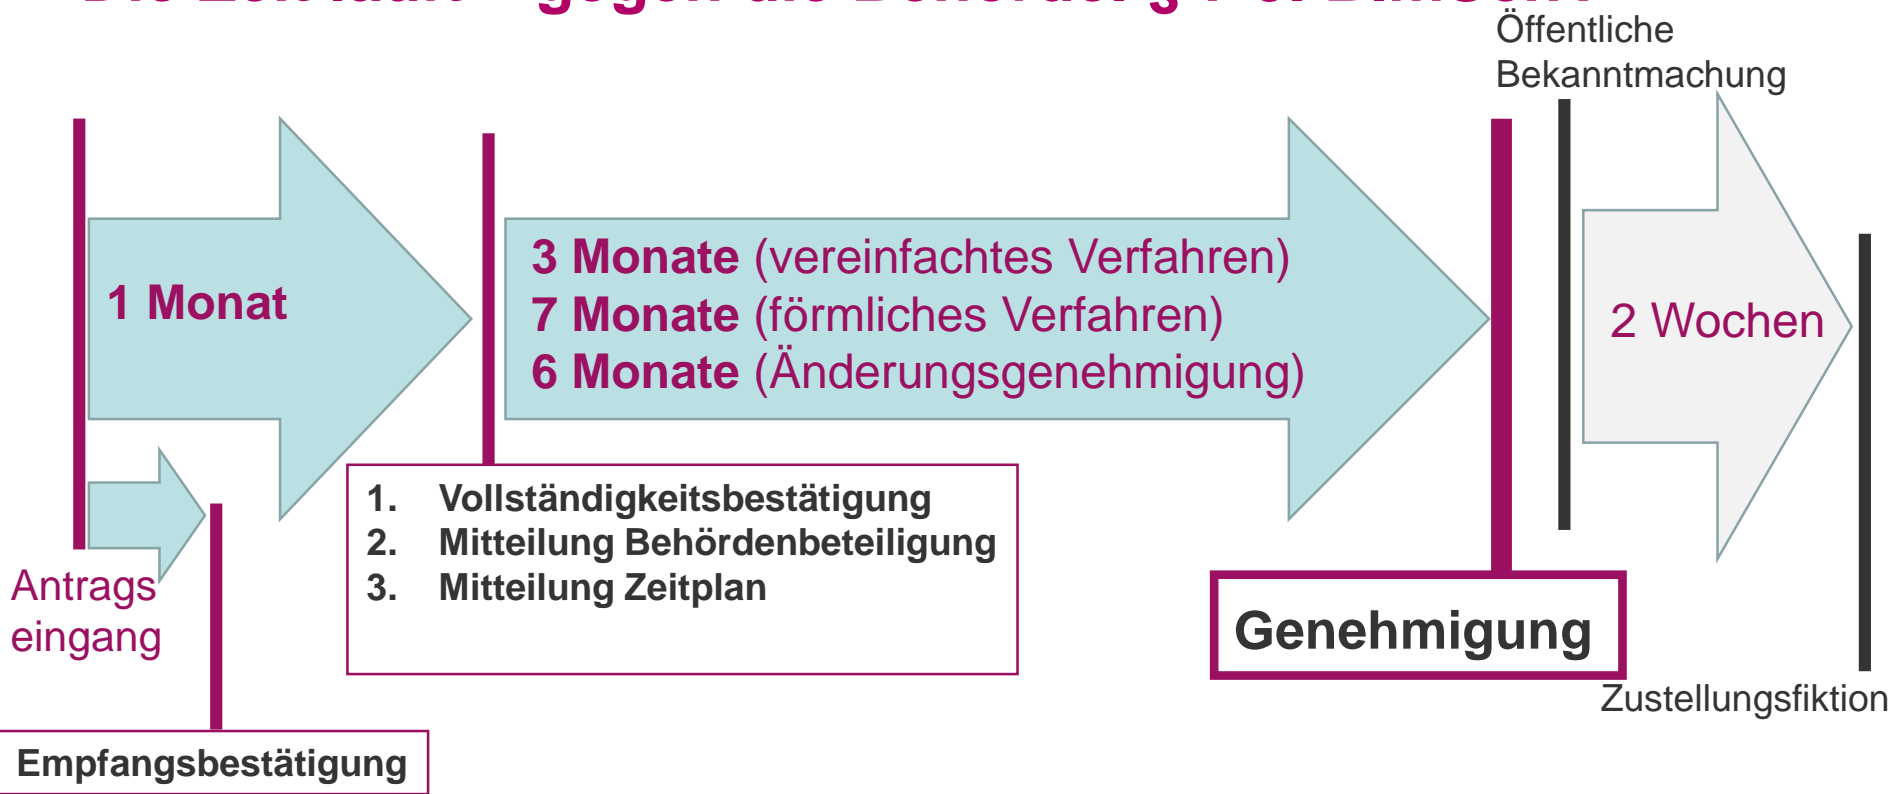 Öffentliche
Bekanntmachung
1 Monat
3 Monate (vereinfachtes Verfahren)
7 Monate (förmliches Verfahren)
6 Monate (Änderungsgenehmigung)
2 Wochen
1. Vollständigkeitsbestätigung
2. Mitteilung Behördenbeteiligung
3. Mitteilung Zeitplan
Antrags
eingang
Genehmigung
Zustellungsfiktion
Empfangsbestätigung